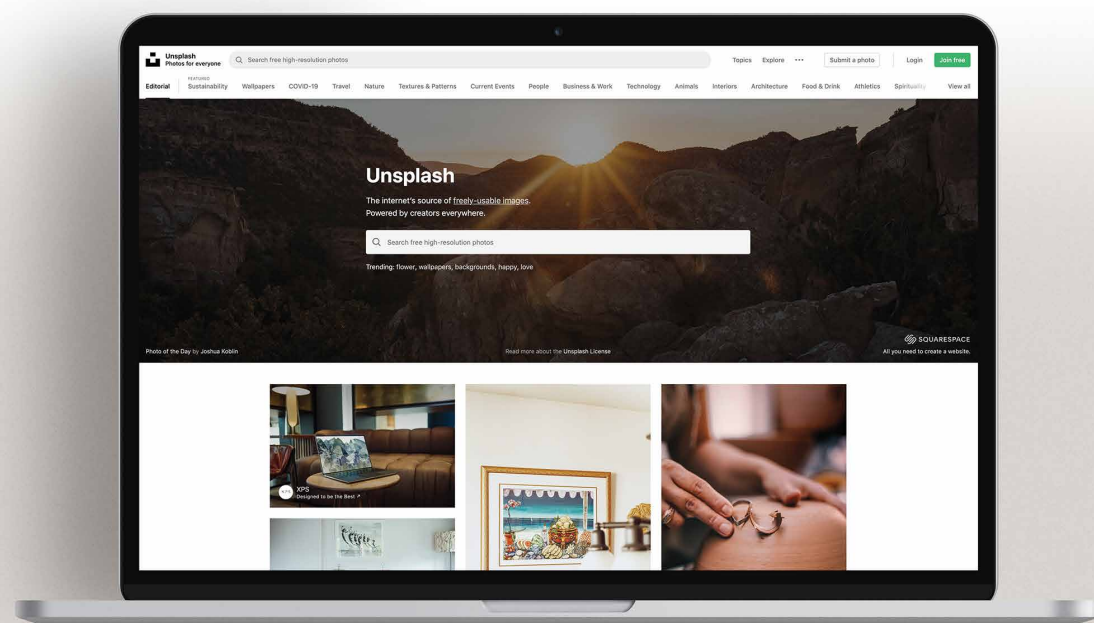 Unsplash
Photos for everyone
Search free high-resolution photos
Topics Explore ••• Submit a photo Login Join free
FEATURED
Editorial Sustainability Wallpapers COVID-19 Travel Nature Textures & Patterns Current Events People Business & Work Technology Animals Interiors Architecture Food & Drink Athletics Spirituality View all
Unsplash
The internet's source of freely-usable images.
Powered by creators everywhere.
Search free high-resolution photos
Trending: flower, wallpapers, backgrounds, happy, love
SQUARESPACE
Photo of the Day by Joshua Koblin Read more about the Unsplash License All you need to create a website.
XPS
XPS
Designed to be the Best ↗